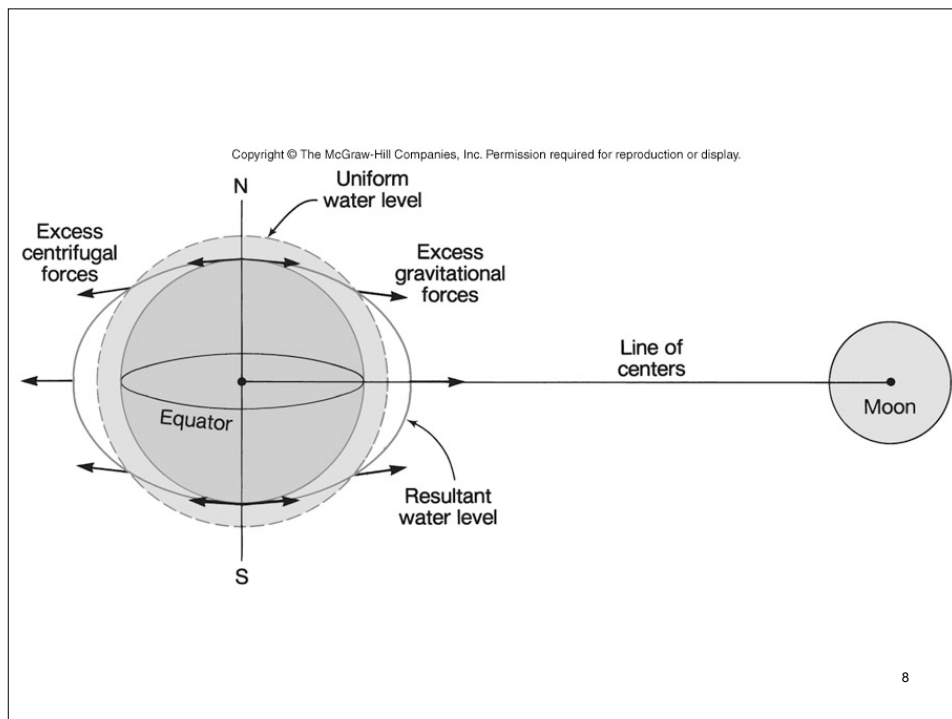 Copyright © The McGraw-Hill Companies, Inc. Permission required for reproduction or display.
N
Uniform
water level
Excess
centrifugal
forces
Excess
gravitational
forces
Line of
centers
Equator
Moon
Resultant
water level
S
8